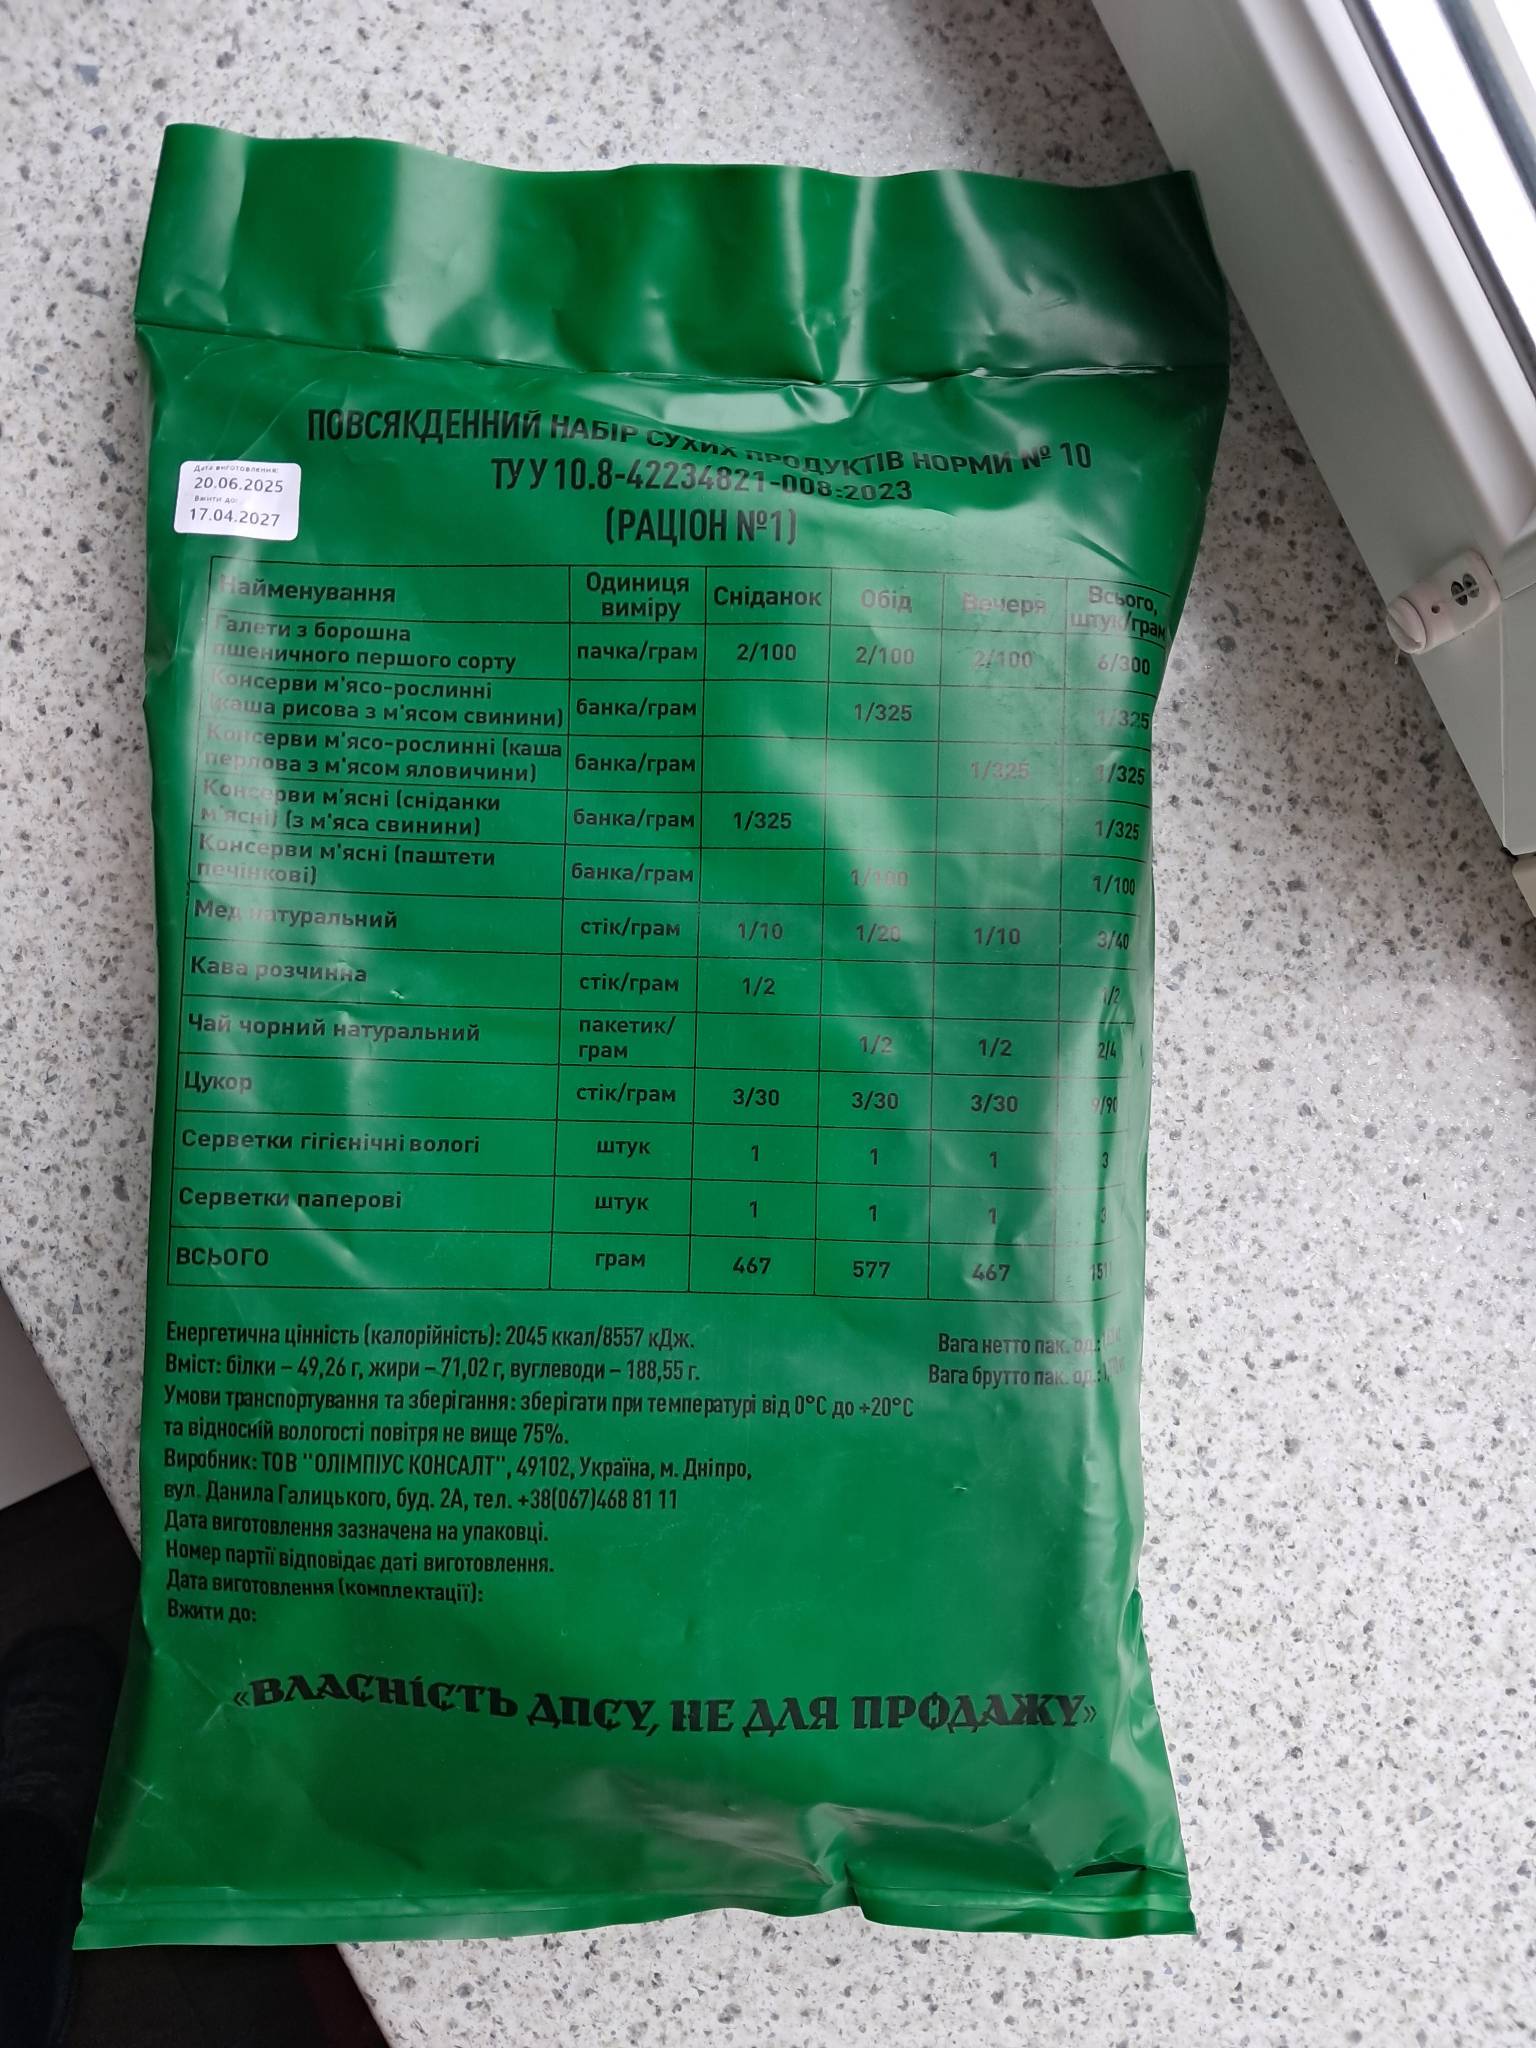 ПОВСЯКДЕННИЙ НАБІР СУХИХ ПРОДУКТІВ НОРМИ № 10
ТУ У 10.8-42234821-008:2023
(РАЦІОН №1)
Дата виготовлення:
20.06.2025
Вжити до:
17.04.2027
Найменування Одиниця виміру Сніданок Обід Вечеря Всього, штук/грам
Галети з борошна пшеничного першого сорту пачка/грам 2/100 2/100 2/100 6/300
Консерви м'ясо-рослинні (каша рисова з м'ясом свинини) банка/грам 1/325 1/325
Консерви м'ясо-рослинні (каша перлова з м'ясом яловичини) банка/грам 1/325 1/325
Консерви м'ясні (сніданки м'ясні) (з м'яса свинини) банка/грам 1/325 1/325
Консерви м'ясні (паштети печінкові) банка/грам 1/100 1/100
Мед натуральний стік/грам 1/10 1/20 1/10 3/40
Кава розчинна стік/грам 1/2 1/2
Чай чорний натуральний пакетик/грам 1/2 1/2 2/4
Цукор стік/грам 3/30 3/30 3/30 9/90
Серветки гігієнічні вологі штук 1 1 1 3
Серветки паперові штук 1 1 1 3
ВСЬОГО грам 467 577 467 1511
Енергетична цінність (калорійність): 2045 ккал/8557 кДж.
Вага нетто пак. од.:
Вміст: білки – 49,26 г, жири – 71,02 г, вуглеводи – 188,55 г.
Вага брутто пак. од.:
Умови транспортування та зберігання: зберігати при температурі від 0°С до +20°С
та відносній вологості повітря не вище 75%.
Виробник: ТОВ "ОЛІМПІУС КОНСАЛТ", 49102, Україна, м. Дніпро,
вул. Данила Галицького, буд. 2А, тел. +38(067)468 81 11
Дата виготовлення зазначена на упаковці.
Номер партії відповідає даті виготовлення.
Дата виготовлення (комплектації):
Вжити до:
«ВЛАСНІСТЬ ДПСУ, НЕ ДЛЯ ПРОДАЖУ»